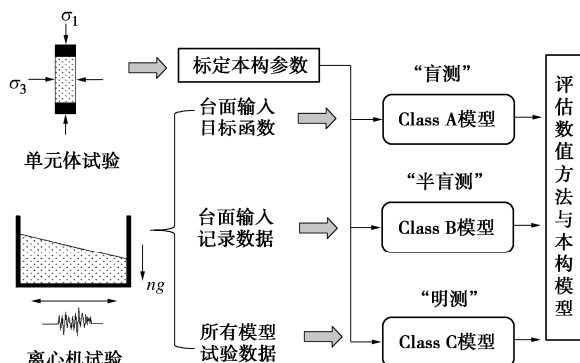 σ1
σ3
单元体试验
ng
离心机试验
标定本构参数
台面输入
目标函数
台面输入
记录数据
所有模型
试验数据
“盲测”
Class A模型
“半盲测”
Class B模型
“明测”
Class C模型
评估数值方法与本构模型